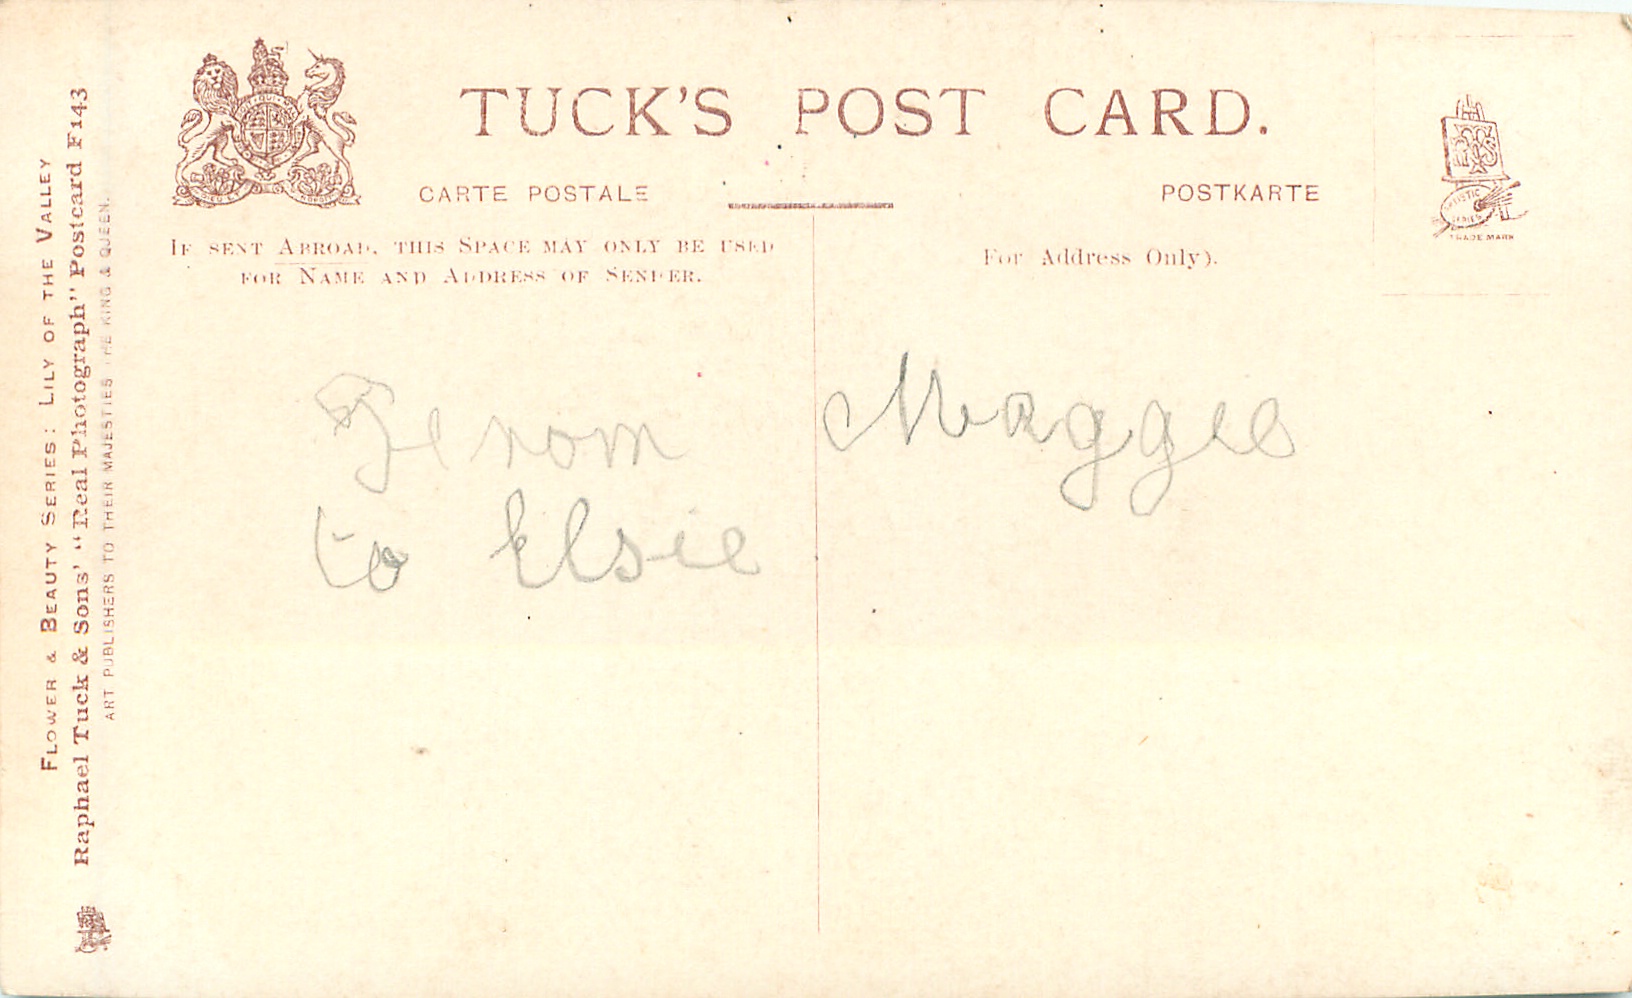 TUCK'S POST CARD.
CARTE POSTALE
POSTKARTE
IF SENT ABROAD, THIS SPACE MAY ONLY BE USED
FOR NAME AND ADDRESS OF SENDER.
For Address Only).
ARTISTIC
SERIES
TRADE MARK
From Maggie
to Elsie
FLOWER & BEAUTY SERIES: LILY OF THE VALLEY
Raphael Tuck & Sons' "Real Photograph" Postcard F143
ART PUBLISHERS TO THEIR MAJESTIES THE KING & QUEEN.